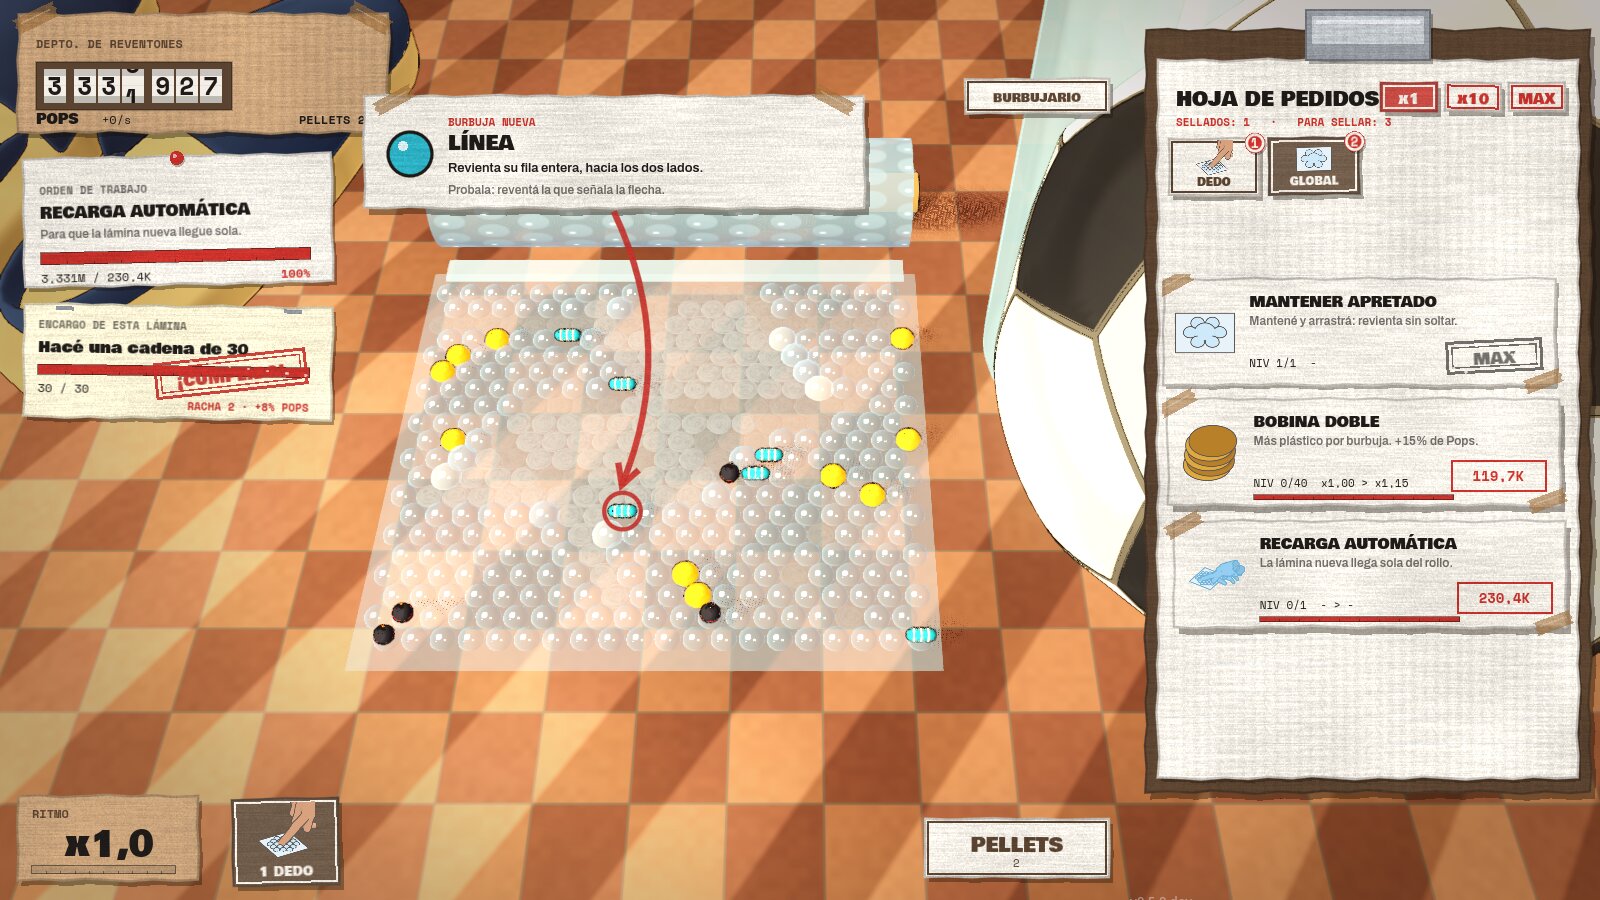 DEPTO. DE REVENTONES
POPS +0/s
PELLETS 2
ORDEN DE TRABAJO
RECARGA AUTOMÁTICA
Para que la lámina nueva llegue sola.
3,331M / 230,4K 100%
ENCARGO DE ESTA LÁMINA
Hacé una cadena de 30
30 / 30
RACHA 2 · +8% POPS
BURBUJA NUEVA
LÍNEA
Revienta su fila entera, hacia los dos lados.
Probala: reventá la que señala la flecha.
BURBUJARIO
HOJA DE PEDIDOS x1 x10 MAX
SELLADOS: 1 · PARA SELLAR: 3
1
DEDO
2
GLOBAL
MANTENER APRETADO
Mantené y arrastrá: revienta sin soltar.
NIV 1/1 -
MAX
BOBINA DOBLE
Más plástico por burbuja. +15% de Pops.
NIV 0/40 x1,00 > x1,15
119,7K
RECARGA AUTOMÁTICA
La lámina nueva llega sola del rollo.
NIV 0/1 - > -
230,4K
RITMO
x1,0
1 DEDO
PELLETS
2